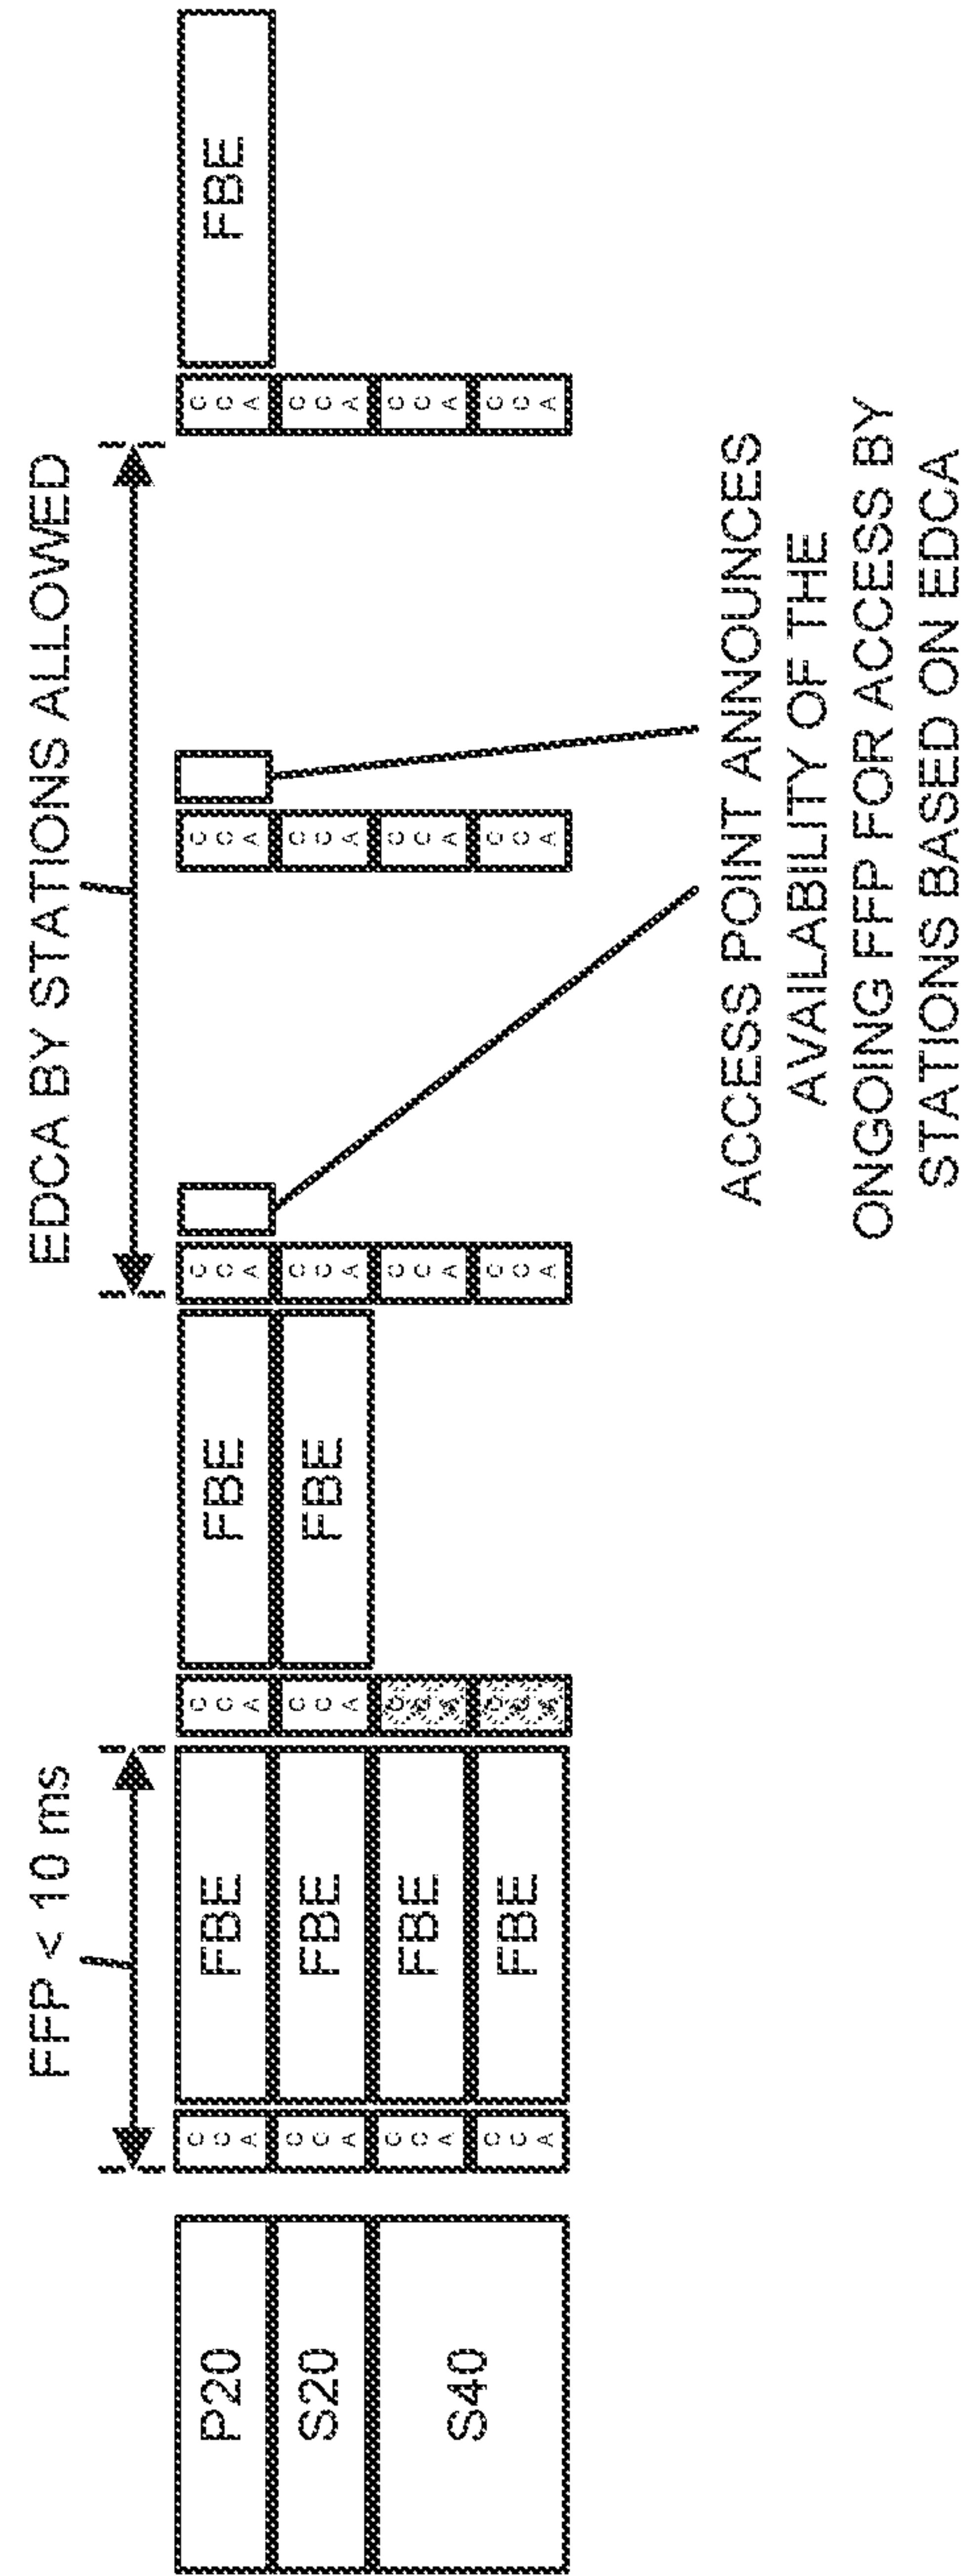 FFP < 10 ms
EDCA BY STATIONS ALLOWED
P20 CCA FBE CCA FBE CCA CCA CCA FBE
S20 CCA FBE CCA FBE CCA CCA CCA
S40 CCA FBE CCA CCA CCA CCA
CCA FBE CCA CCA CCA CCA
ACCESS POINT ANNOUNCES
AVAILABILITY OF THE
ONGOING FFP FOR ACCESS BY
STATIONS BASED ON EDCA